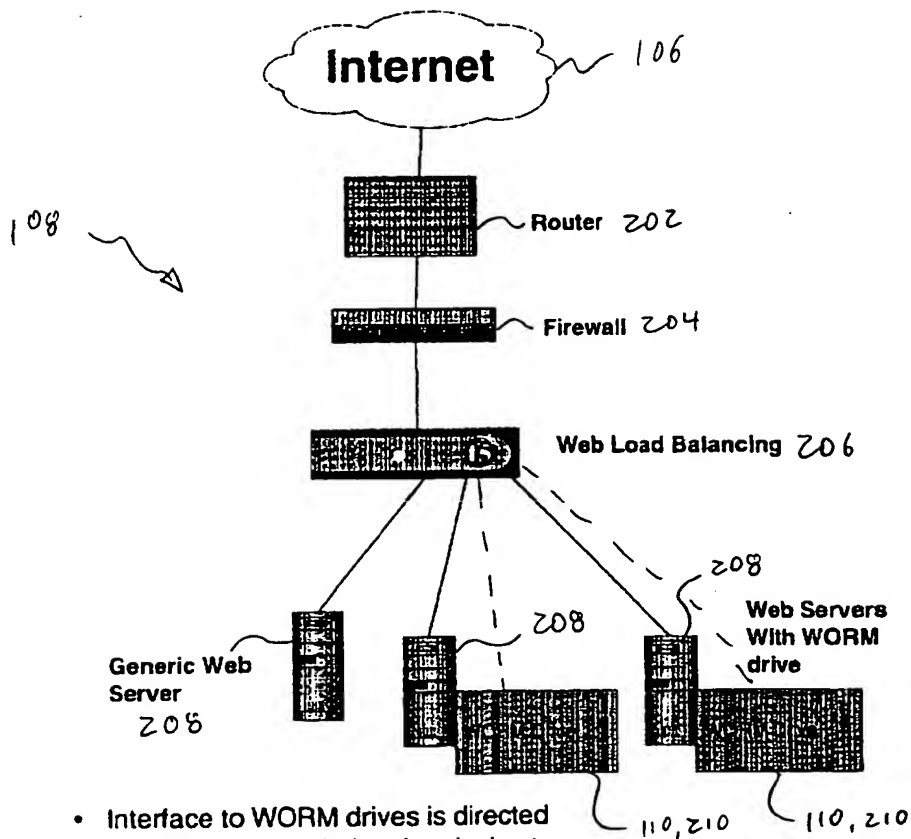 Internet
106
108
Router 202
Firewall 204
Web Load Balancing 206
208
Web Servers
With WORM
drive
208
Generic Web
Server
208
• Interface to WORM drives is directed
110, 210
110, 210